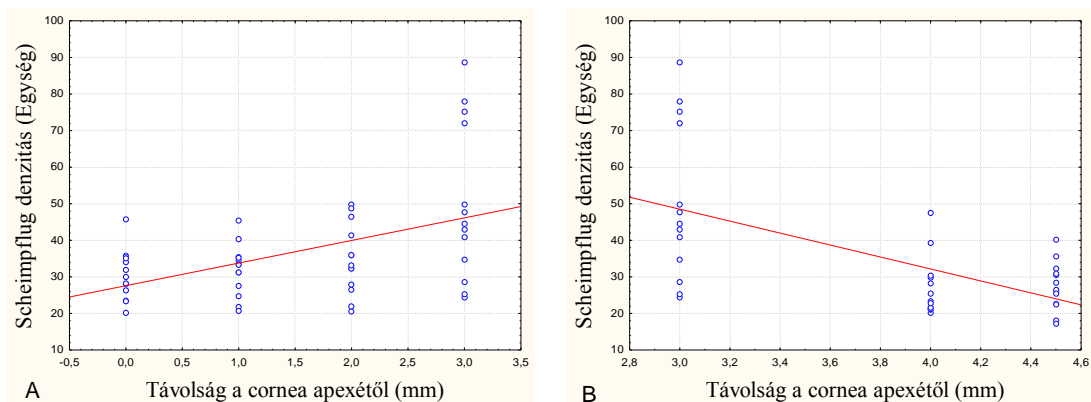 Scheimpflug denzitás (Egység)
100
90
80
70
60
50
40
30
20
10
-0,5 0,0 0,5 1,0 1,5 2,0 2,5 3,0 3,5
A
Távolság a cornea apexétől (mm)
Scheimpflug denzitás (Egység)
100
90
80
70
60
50
40
30
20
10
2,8 3,0 3,2 3,4 3,6 3,8 4,0 4,2 4,4 4,6
B
Távolság a cornea apexétől (mm)